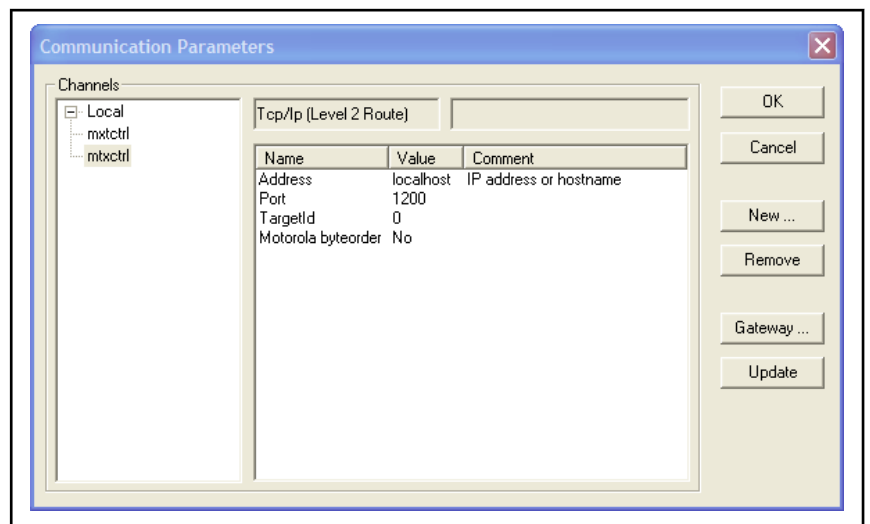 Communication Parameters
Channels
Local
mxtctrl
mtxctrl
Tcp/Ip (Level 2 Route)
Name Value Comment
Address localhost IP address or hostname
Port 1200
TargetId 0
Motorola byteorder No
OK
Cancel
New ...
Remove
Gateway ...
Update